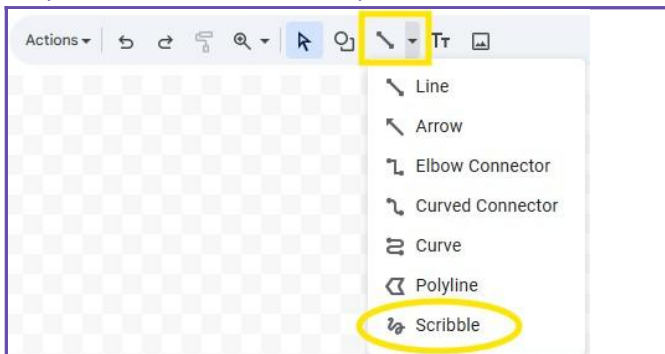 Actions Tт
Line
Arrow
Elbow Connector
Curved Connector
Curve
Polyline
Scribble